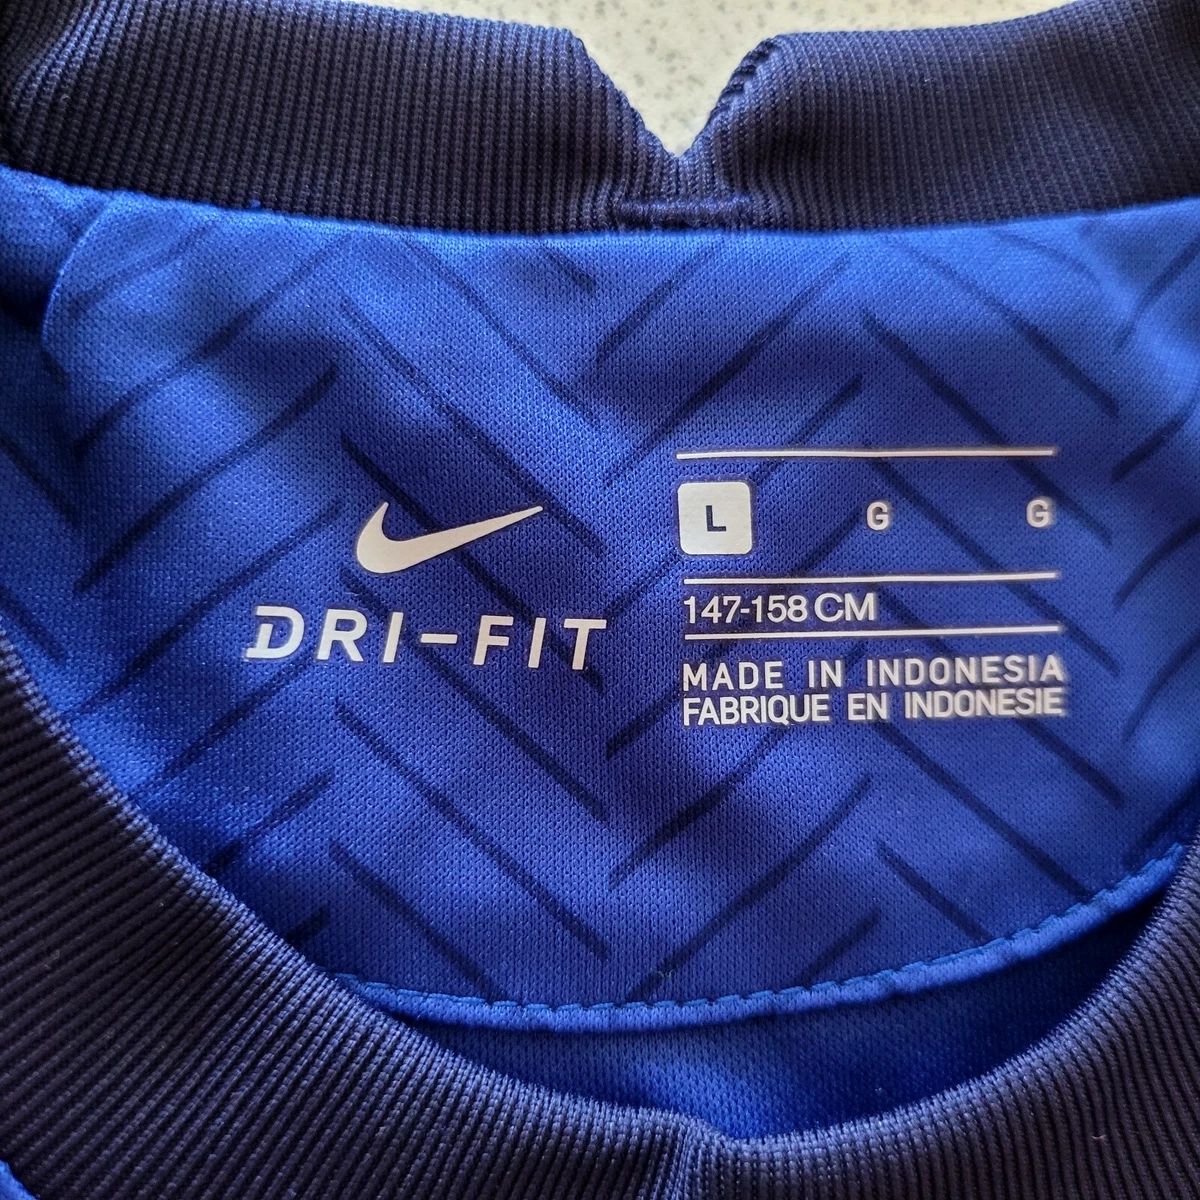 DRI-FIT
L G G
147-158 CM
MADE IN INDONESIA
FABRIQUE EN INDONESIE